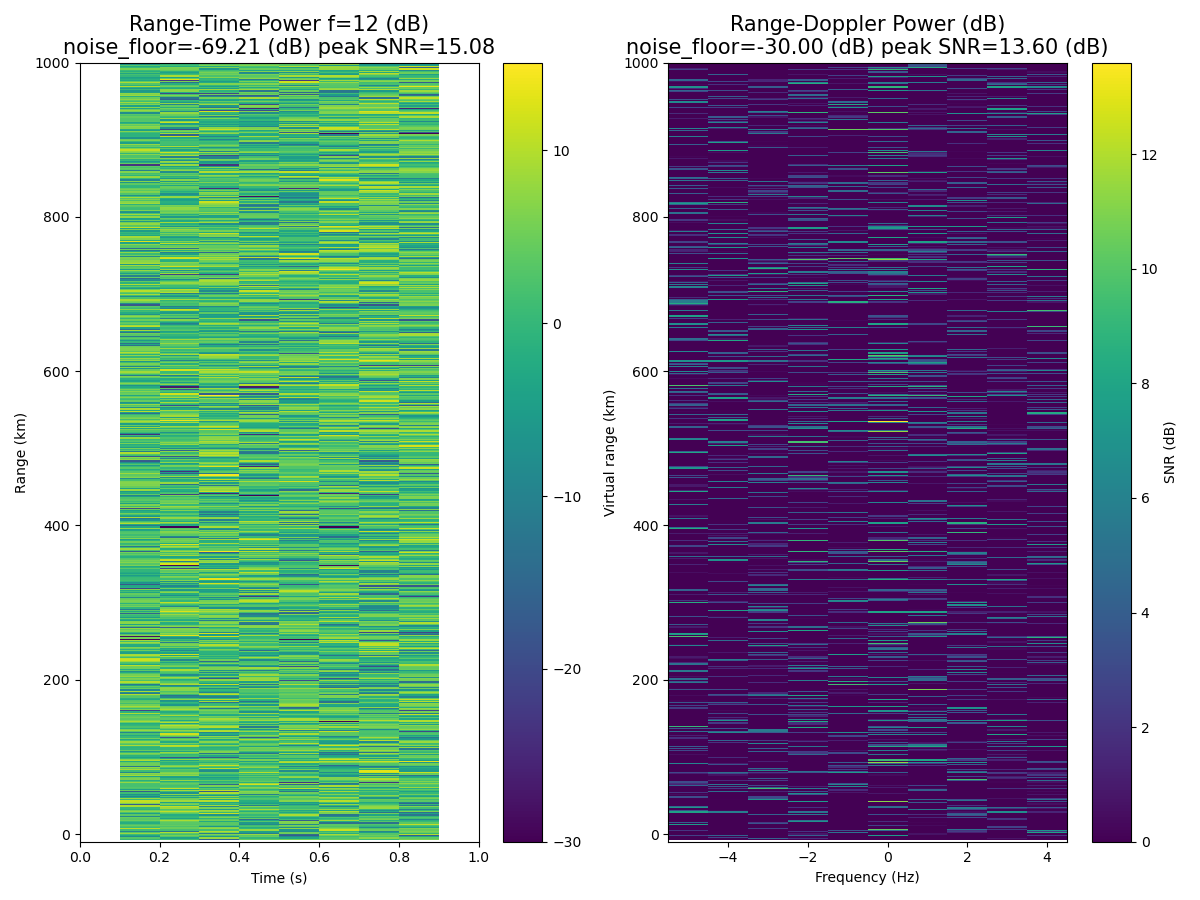 Range-Time Power f=12 (dB)
noise_floor=-69.21 (dB) peak SNR=15.08
Range-Doppler Power (dB)
noise_floor=-30.00 (dB) peak SNR=13.60 (dB)
1000
800
600
400
200
0
Range (km)
0.0 0.2 0.4 0.6 0.8 1.0
Time (s)
10
0
−10
−20
−30
1000
800
600
400
200
0
Virtual range (km)
−4 −2 0 2 4
Frequency (Hz)
12
10
8
6
4
2
0
SNR (dB)